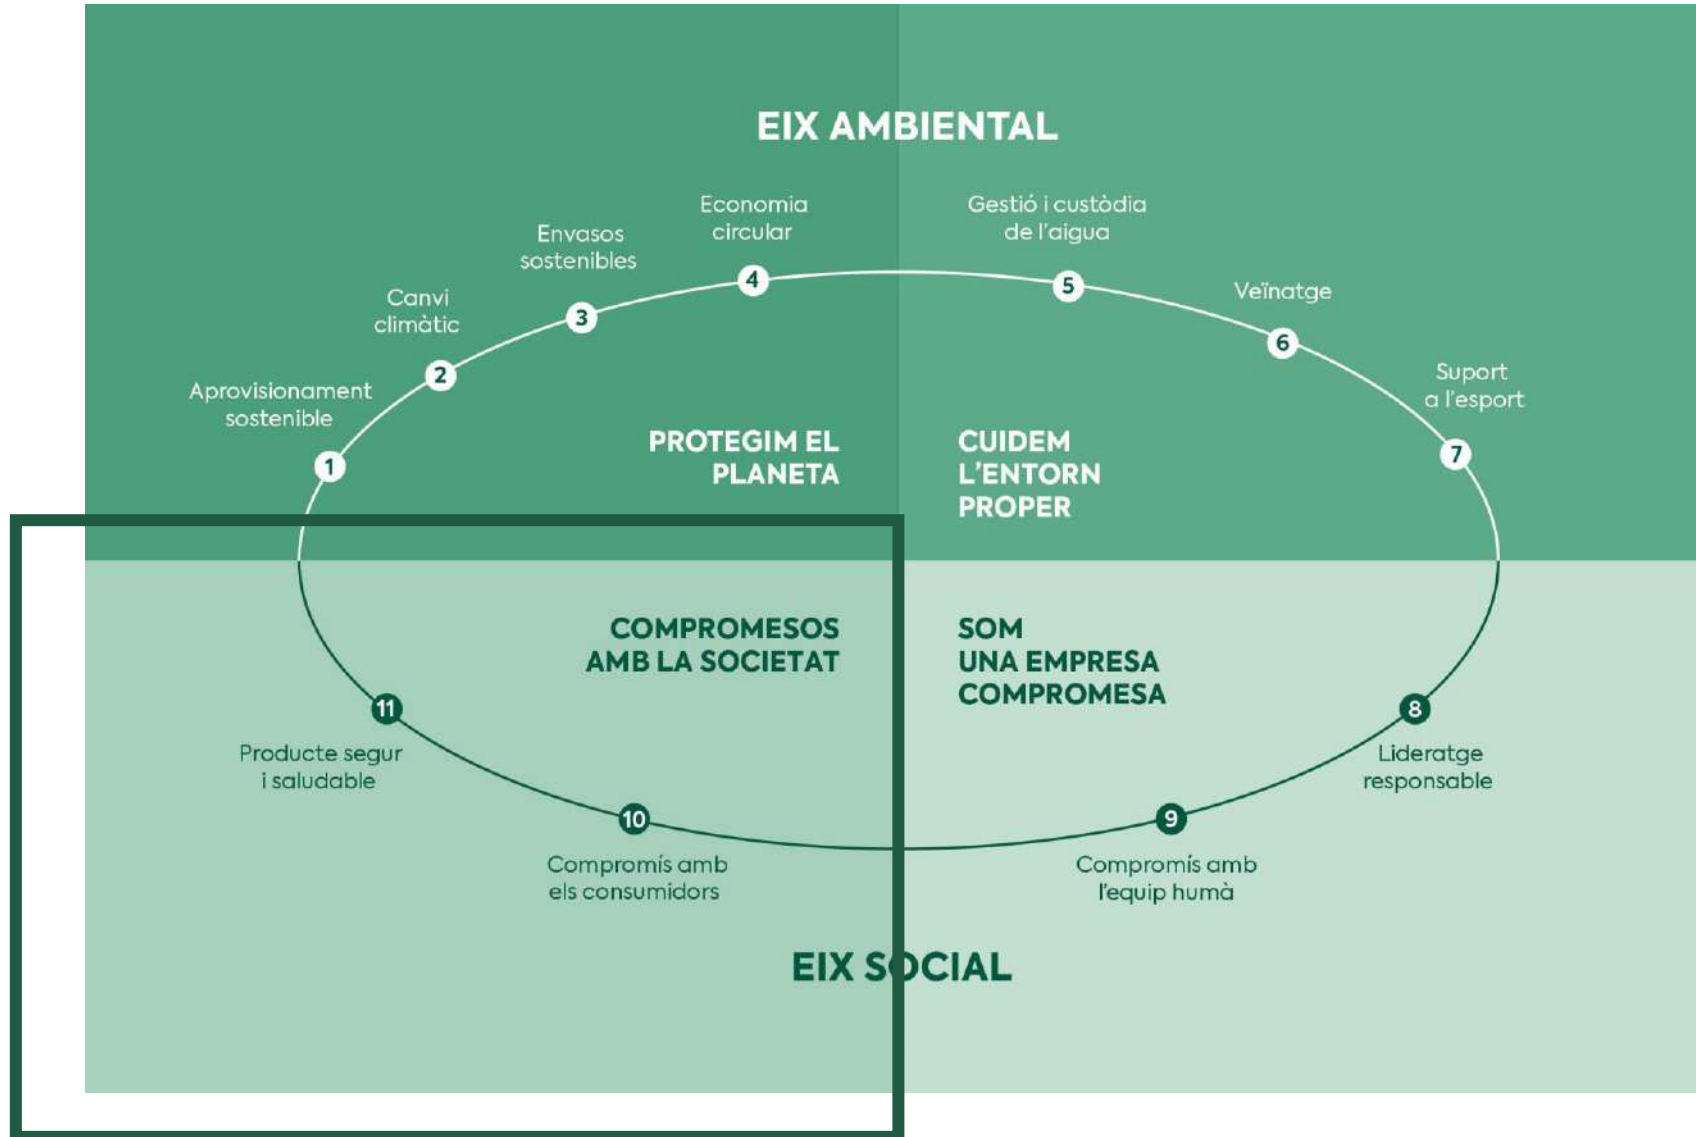 EIX AMBIENTAL
Economia
circular
Gestió i custòdia
de l'aigua
Envasos
sostenibles
4
5
Veïnatge
Canvi
climàtic
3
6
2
Suport
a l'esport
Aprovisionament
sostenible
1
PROTEGIM EL
PLANETA
CUIDEM
L'ENTORN
PROPER
7
COMPROMESOS
AMB LA SOCIETAT
SOM
UNA EMPRESA
COMPROMESA
11
8
Producte segur
i saludable
Lideratge
responsable
10
9
Compromís amb
els consumidors
Compromís amb
l'equip humà
EIX SOCIAL